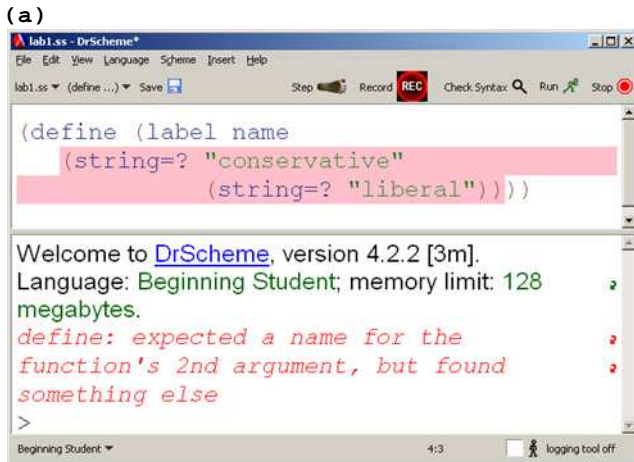 (a)
lab1.ss - DrScheme*
File Edit View Language Scheme Insert Help
lab1.ss (define ...) Save Step Record REC Check Syntax Run Stop
(define (label name
(string=? "conservative"
(string=? "liberal"))))
Welcome to DrScheme, version 4.2.2 [3m].
Language: Beginning Student; memory limit: 128
megabytes.
define: expected a name for the
function's 2nd argument, but found
something else
>
Beginning Student 4:3 logging tool off